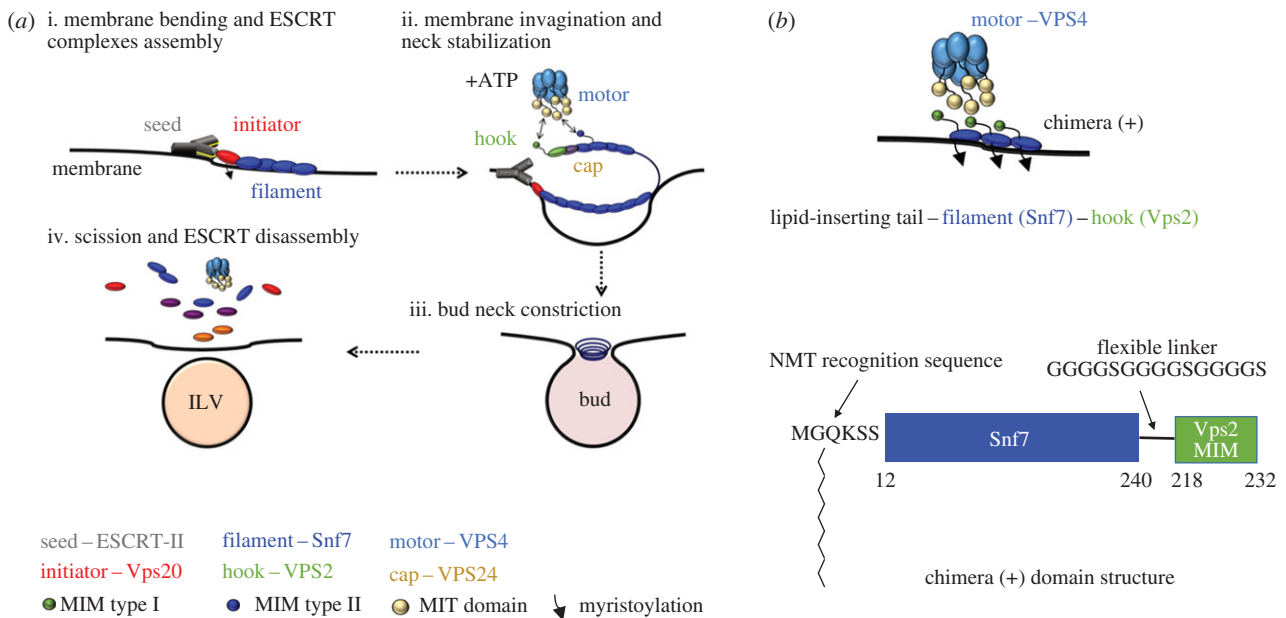 (a) i. membrane bending and ESCRT
complexes assembly
ii. membrane invagination and
neck stabilization
+ATP
motor
seed
initiator
hook
membrane
cap
filament
iv. scission and ESCRT disassembly
iii. bud neck constriction
ILV
bud
seed – ESCRT-II
filament – Snf7
motor – VPS4
initiator – Vps20
hook – VPS2
cap – VPS24
MIM type I
MIM type II
MIT domain
myristoylation
(b)
motor –VPS4
chimera (+)
lipid-inserting tail – filament (Snf7) – hook (Vps2)
NMT recognition sequence
flexible linker
GGGGSGGGGSGGGGS
MGQKSS
Snf7
Vps2
MIM
12
240
218
232
chimera (+) domain structure